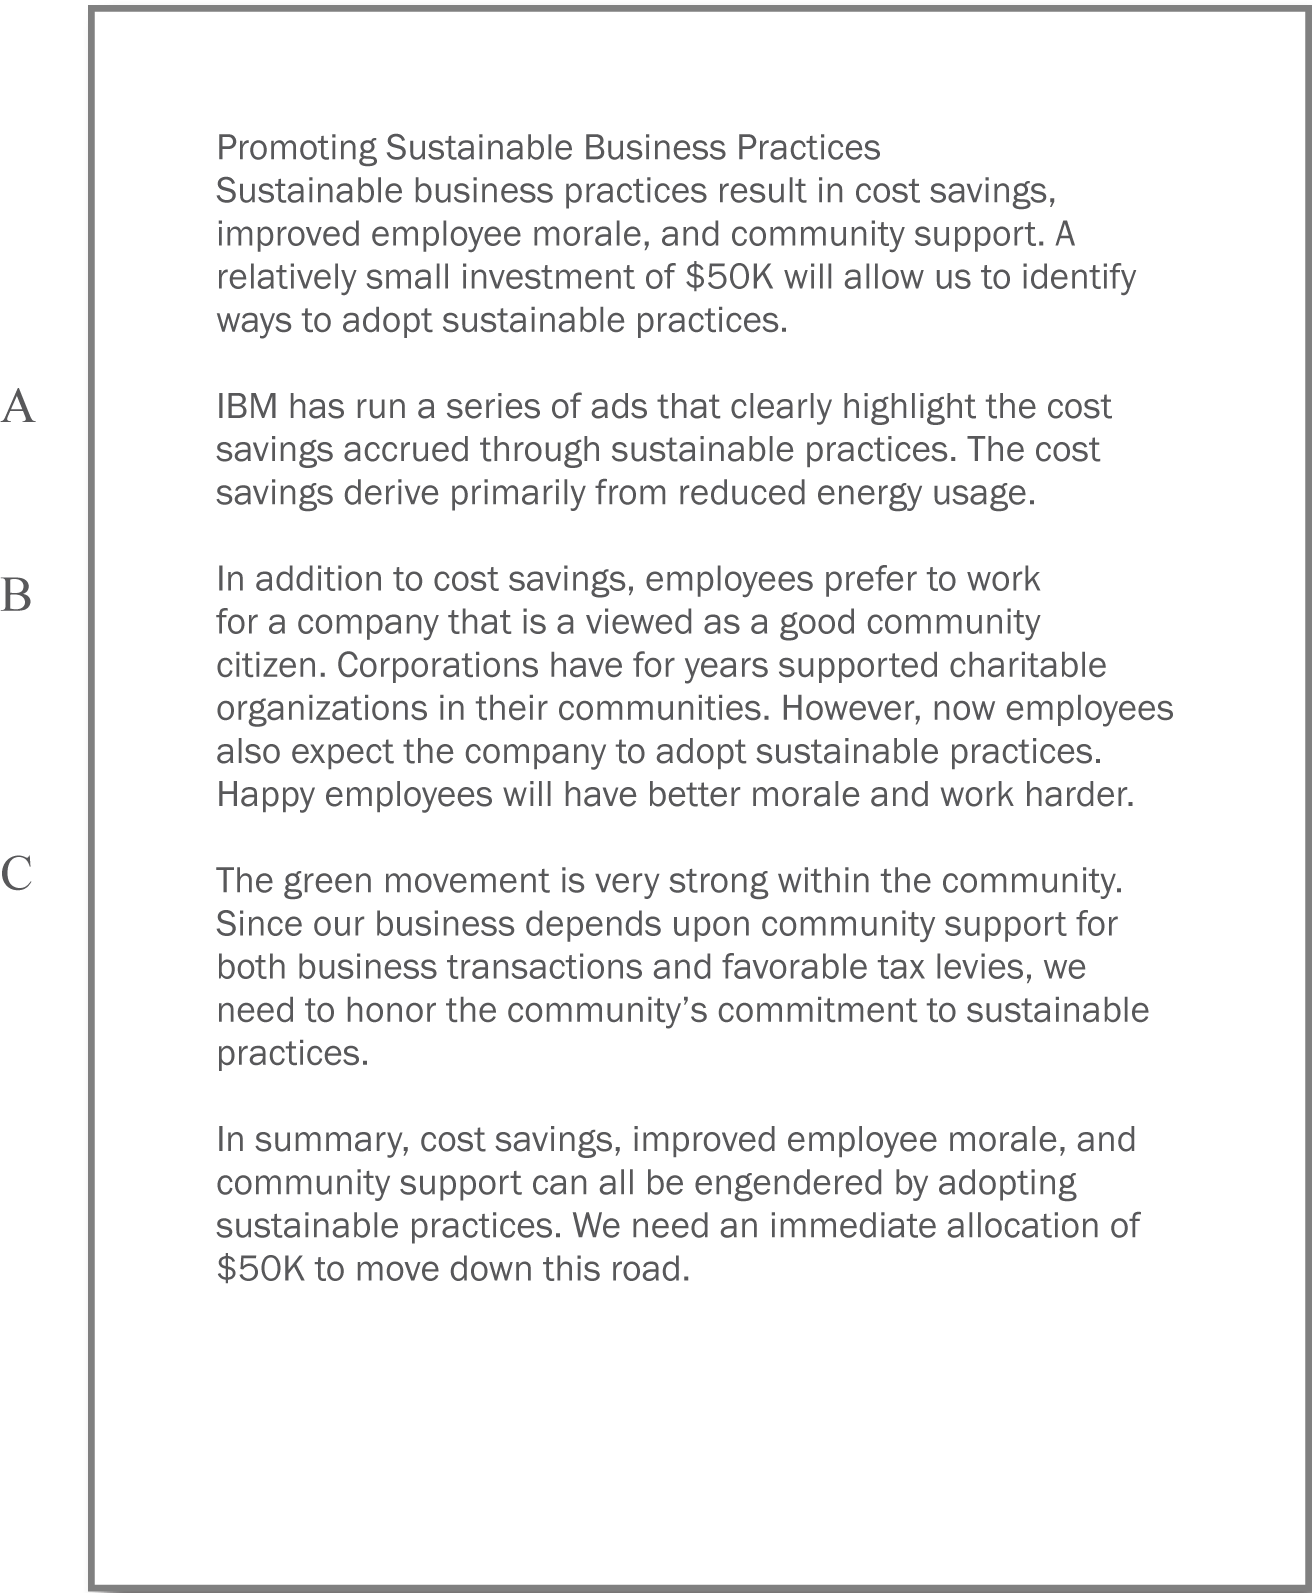 Promoting Sustainable Business Practices
Sustainable business practices result in cost savings,
improved employee morale, and community support. A
relatively small investment of $50K will allow us to identify
ways to adopt sustainable practices.
A
IBM has run a series of ads that clearly highlight the cost
savings accrued through sustainable practices. The cost
savings derive primarily from reduced energy usage.
B
In addition to cost savings, employees prefer to work
for a company that is a viewed as a good community
citizen. Corporations have for years supported charitable
organizations in their communities. However, now employees
also expect the company to adopt sustainable practices.
Happy employees will have better morale and work harder.
C
The green movement is very strong within the community.
Since our business depends upon community support for
both business transactions and favorable tax levies, we
need to honor the community’s commitment to sustainable
practices.
In summary, cost savings, improved employee morale, and
community support can all be engendered by adopting
sustainable practices. We need an immediate allocation of
$50K to move down this road.